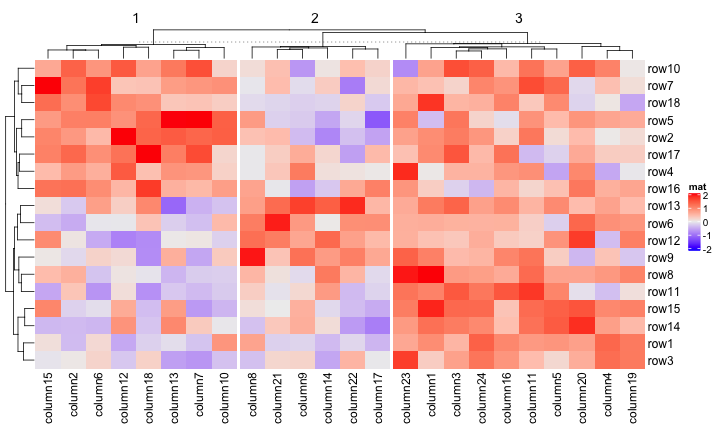 1 2 3
row10
row7
row18
row5
row2
row17
row4
row16
row13
row6
row12
row9
row8
row11
row15
row14
row1
row3
mat
2
1
0
-1
-2
column15 column2 column6 column12 column18 column13 column7 column10 column8 column21 column9 column14 column22 column17 column23 column1 column3 column24 column16 column11 column5 column20 column4 column19